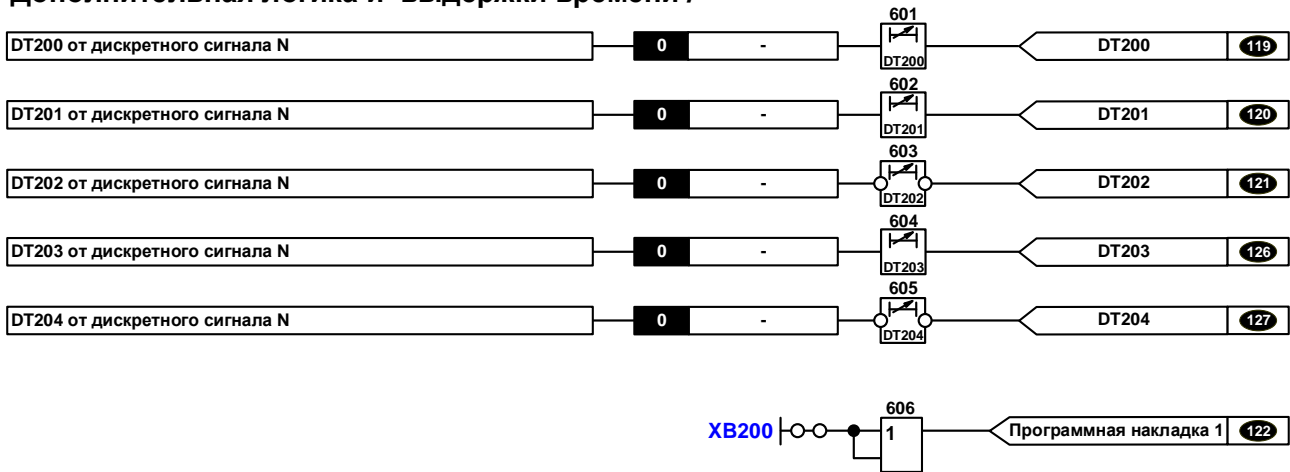 Дополнительная логика и выдержки времени /
601
DT200 от дискретного сигнала N 0 - DT200 DT200 119
602
DT201 от дискретного сигнала N 0 - DT201 DT201 120
603
DT202 от дискретного сигнала N 0 - DT202 DT202 121
604
DT203 от дискретного сигнала N 0 - DT203 DT203 126
605
DT204 от дискретного сигнала N 0 - DT204 DT204 127
606
XB200 1 Программная накладка 1 122